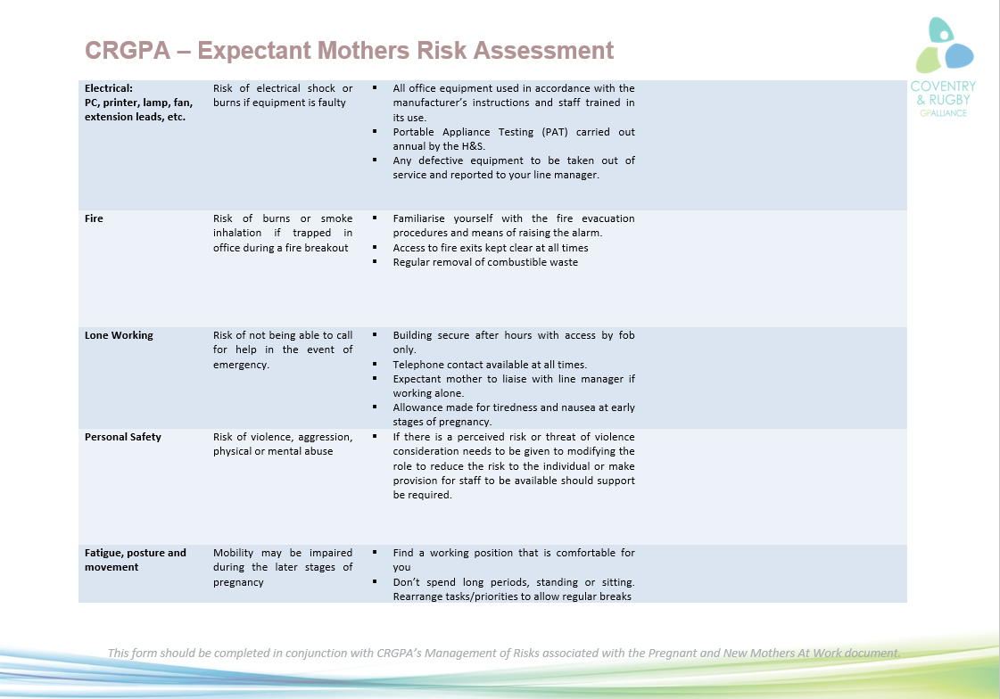 CRGPA – Expectant Mothers Risk Assessment
COVENTRY
& RUGBY
GPALLIANCE
Electrical:
PC, printer, lamp, fan,
extension leads, etc.
Risk of electrical shock or
burns if equipment is faulty
▪ All office equipment used in accordance with the
manufacturer’s instructions and staff trained in
its use.
▪ Portable Appliance Testing (PAT) carried out
annual by the H&S.
▪ Any defective equipment to be taken out of
service and reported to your line manager.
Fire
Risk of burns or smoke
inhalation if trapped in
office during a fire breakout
▪ Familiarise yourself with the fire evacuation
procedures and means of raising the alarm.
▪ Access to fire exits kept clear at all times
▪ Regular removal of combustible waste
Lone Working
Risk of not being able to call
for help in the event of
emergency.
▪ Building secure after hours with access by fob
only.
▪ Telephone contact available at all times.
▪ Expectant mother to liaise with line manager if
working alone.
▪ Allowance made for tiredness and nausea at early
stages of pregnancy.
Personal Safety
Risk of violence, aggression,
physical or mental abuse
▪ If there is a perceived risk or threat of violence
consideration needs to be given to modifying the
role to reduce the risk to the individual or make
provision for staff to be available should support
be required.
Fatigue, posture and
movement
Mobility may be impaired
during the later stages of
pregnancy
▪ Find a working position that is comfortable for
you
▪ Don’t spend long periods, standing or sitting.
Rearrange tasks/priorities to allow regular breaks
This form should be completed in conjunction with CRGPA’s Management of Risks associated with the Pregnant and New Mothers At Work document.